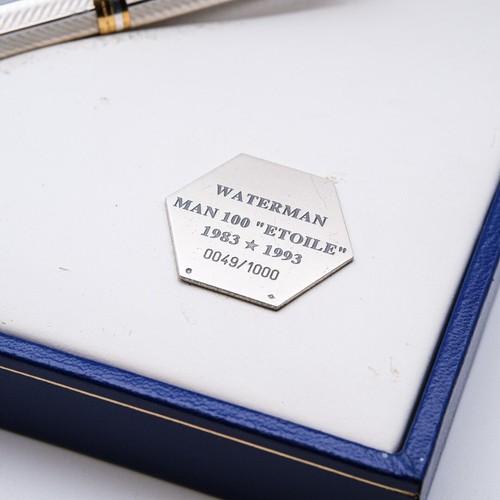 WATERMAN
MAN 100 "ETOILE"
1983 ★ 1993
0049/1000